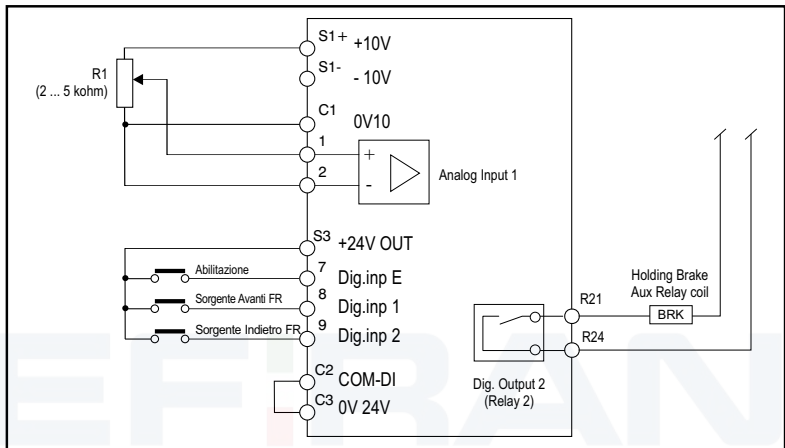 S1+ +10V
R1
(2 ... 5 kohm)
S1- - 10V
C1
0V10
1
+
2
-
Analog Input 1
S3 +24V OUT
Abilitazione 7 Dig.inp E
Sorgente Avanti FR 8 Dig.inp 1
Sorgente Indietro FR 9 Dig.inp 2
C2 COM-DI
C3 0V 24V
Holding Brake
Aux Relay coil
R21
BRK
R24
Dig. Output 2
(Relay 2)
EFIRAN